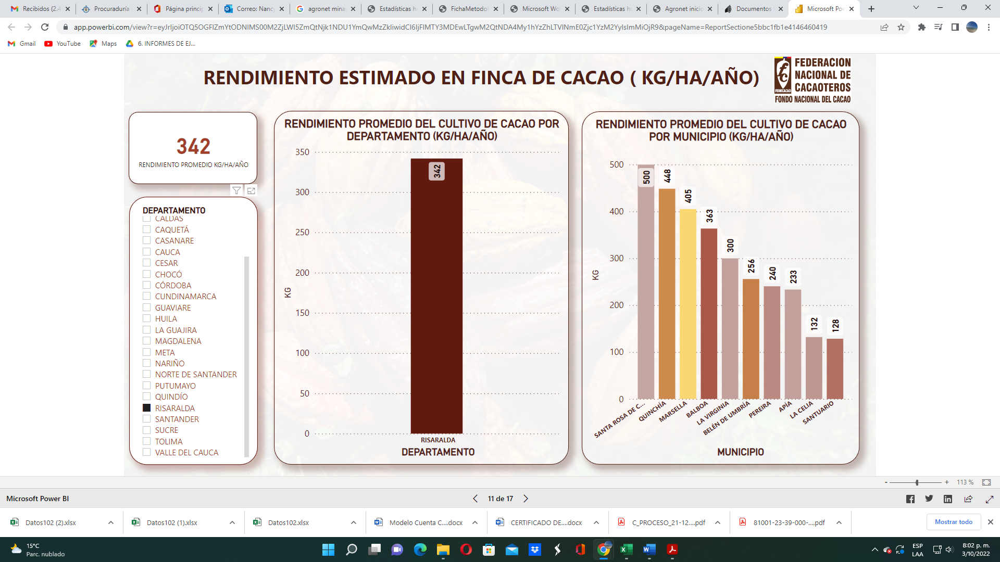 Recibidos (2.4
Procuraduría
Página princip
Correo: Nancy
agronet mina
Estadísticas h
FichaMetodol
Microsoft Wo
Estadísticas h
Agronet inicio
Documentos
Microsoft Pow
app.powerbi.com/view?r=eyJrIjoiOTQ5OGFlZmYtODNlMS00M2ZjLWI5ZmQtNjk1NDU1YmQwMzZkIiwidCI6IjFlMTY3MDEwLTgwM2QtNDA4My1hYzZhLTVlNmE0Zjc1YzM2YyIsImMiOjR9&pageName=ReportSectione5bbc1fb1e4146460419
Gmail
YouTube
Maps
6. INFORMES DE EJ...
RENDIMIENTO ESTIMADO EN FINCA DE CACAO ( KG/HA/AÑO)
FEDERACION
NACIONAL DE
CACAOTEROS
FEDECACAO
FONDO NACIONAL DEL CACAO
342
RENDIMIENTO PROMEDIO KG/HA/AÑO
DEPARTAMENTO
CALDAS
CAQUETÁ
CASANARE
CAUCA
CESAR
CHOCÓ
CÓRDOBA
CUNDINAMARCA
GUAVIARE
HUILA
LA GUAJIRA
MAGDALENA
META
NARIÑO
NORTE DE SANTANDER
PUTUMAYO
QUINDÍO
RISARALDA
SANTANDER
SUCRE
TOLIMA
VALLE DEL CAUCA
RENDIMIENTO PROMEDIO DEL CULTIVO DE CACAO POR
DEPARTAMENTO (KG/HA/AÑO)
350
300
250
200
150
100
50
0
KG
342
RISARALDA
DEPARTAMENTO
RENDIMIENTO PROMEDIO DEL CULTIVO DE CACAO
POR MUNICIPIO (KG/HA/AÑO)
500
400
300
200
100
0
KG
500
448
405
363
300
256
240
233
132
128
SANTA ROSA DE C...
QUINCHÍA
MARSELLA
BALBOA
LA VIRGINIA
BELÉN DE UMBRÍA
PEREIRA
APÍA
LA CELIA
SANTUARIO
MUNICIPIO
- + 113 %
Microsoft Power BI
11 de 17
Datos102 (2).xlsx
Datos102 (1).xlsx
Datos102.xlsx
Modelo Cuenta C....docx
CERTIFICADO DE....docx
C_PROCESO_21-12....pdf
81001-23-39-000-....pdf
Mostrar todo
15°C
Parc. nublado
ESP
LAA
8:02 p. m.
3/10/2022